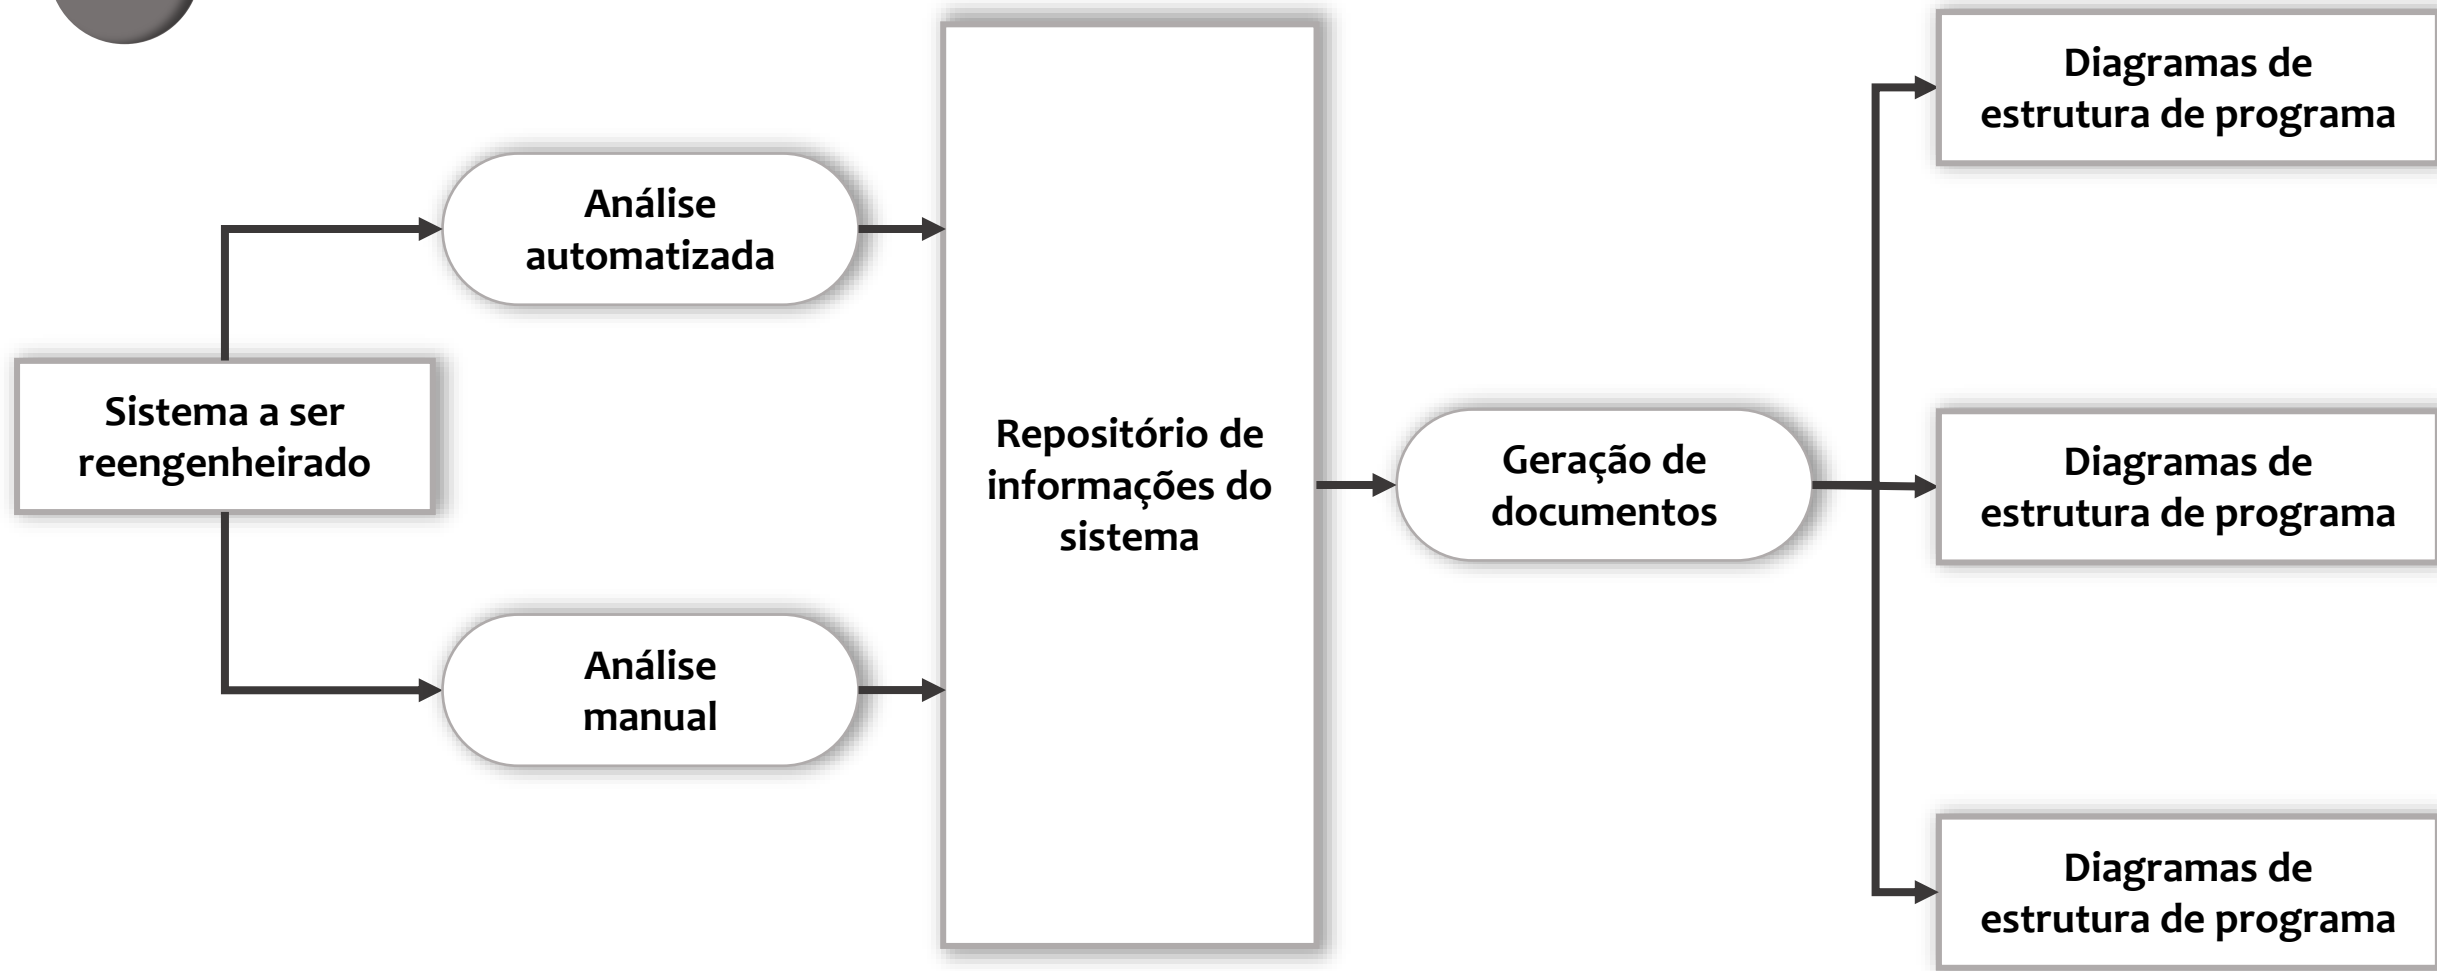 Sistema a ser
reengenheirado
Análise
automatizada
Análise
manual
Repositório de
informações do
sistema
Geração de
documentos
Diagramas de
estrutura de programa
Diagramas de
estrutura de programa
Diagramas de
estrutura de programa